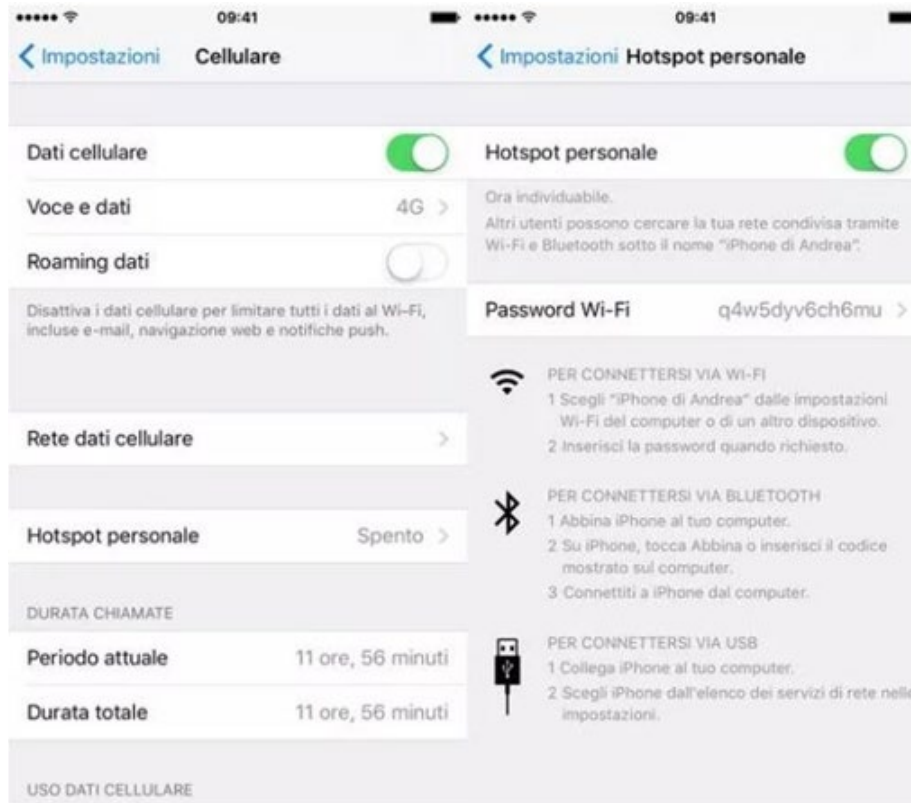 09:41
Impostazioni Cellulare
Dati cellulare
Voce e dati 4G
Roaming dati
Disattiva i dati cellulare per limitare tutti i dati al Wi-Fi,
incluse e-mail, navigazione web e notifiche push.
Rete dati cellulare
Hotspot personale Spento
DURATA CHIAMATE
Periodo attuale 11 ore, 56 minuti
Durata totale 11 ore, 56 minuti
USO DATI CELLULARE
09:41
Impostazioni Hotspot personale
Hotspot personale
Ora individuabile.
Altri utenti possono cercare la tua rete condivisa tramite
Wi-Fi e Bluetooth sotto il nome "iPhone di Andrea".
Password Wi-Fi q4w5dyv6ch6mu
PER CONNETTERSI VIA WI-FI
1 Scegli "iPhone di Andrea" dalle impostazioni
Wi-Fi del computer o di un altro dispositivo.
2 Inserisci la password quando richiesto.
PER CONNETTERSI VIA BLUETOOTH
1 Abbina iPhone al tuo computer.
2 Su iPhone, tocca Abbina o inserisci il codice
mostrato sul computer.
3 Connettiti a iPhone dal computer.
PER CONNETTERSI VIA USB
1 Collega iPhone al tuo computer.
2 Scegli iPhone dall'elenco dei servizi di rete nelle
impostazioni.